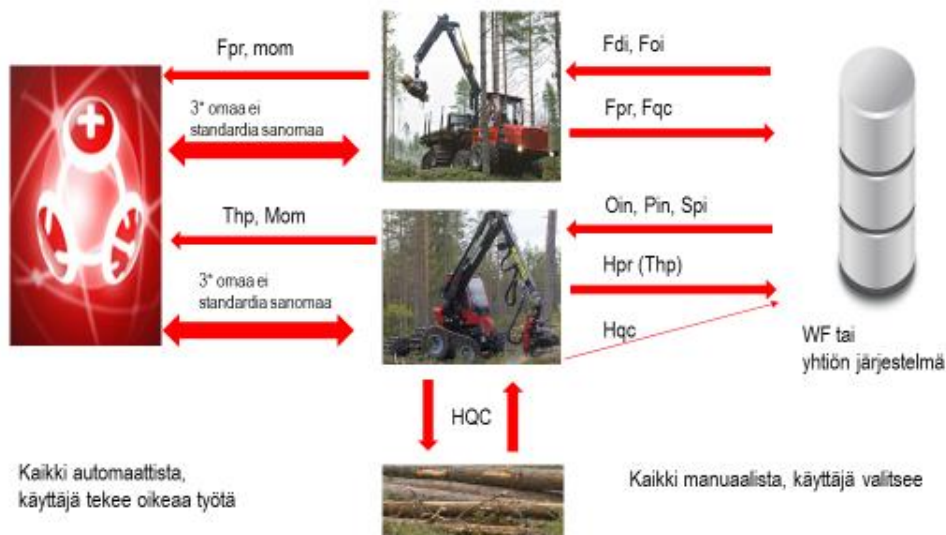 Fpr, mom
Fdi, Foi
3* omaa ei
standardia sanomaa
Fpr, Fqc
Thp, Mom
Oin, Pin, Spi
3* omaa ei
standardia sanomaa
Hpr (Thp)
Hqc
WF tai
yhtiön järjestelmä
HQC
Kaikki automaattista,
käyttäjä tekee oikeaa työtä
Kaikki manuaalista, käyttäjä valitsee